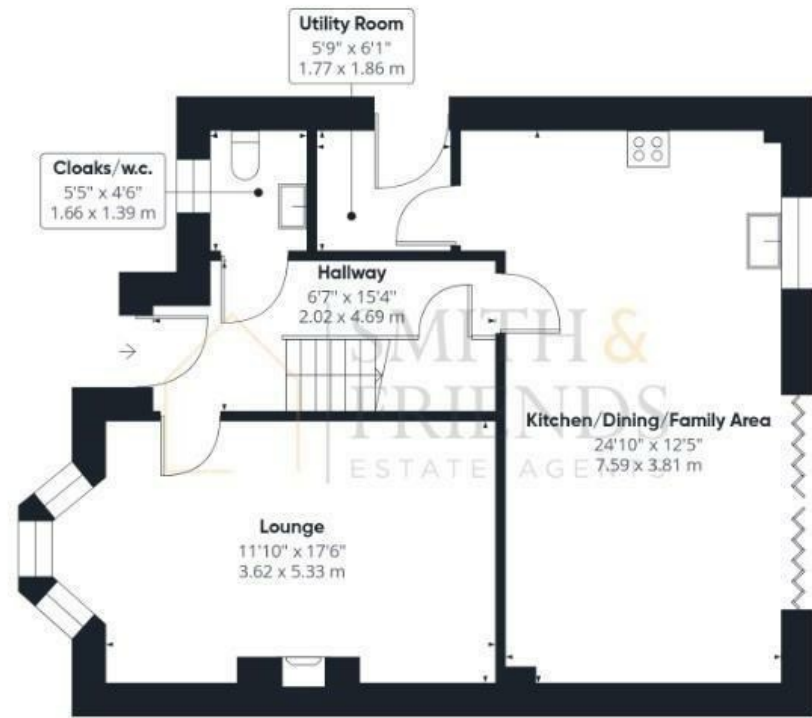 Utility Room
5'9" x 6'1"
1.77 x 1.86 m
Cloaks/w.c.
5'5" x 4'6"
1.66 x 1.39 m
Hallway
6'7" x 15'4"
2.02 x 4.69 m
SMITH &
FRIENDS
ESTATE AGENTS
Kitchen/Dining/Family Area
24'10" x 12'5"
7.59 x 3.81 m
Lounge
11'10" x 17'6"
3.62 x 5.33 m